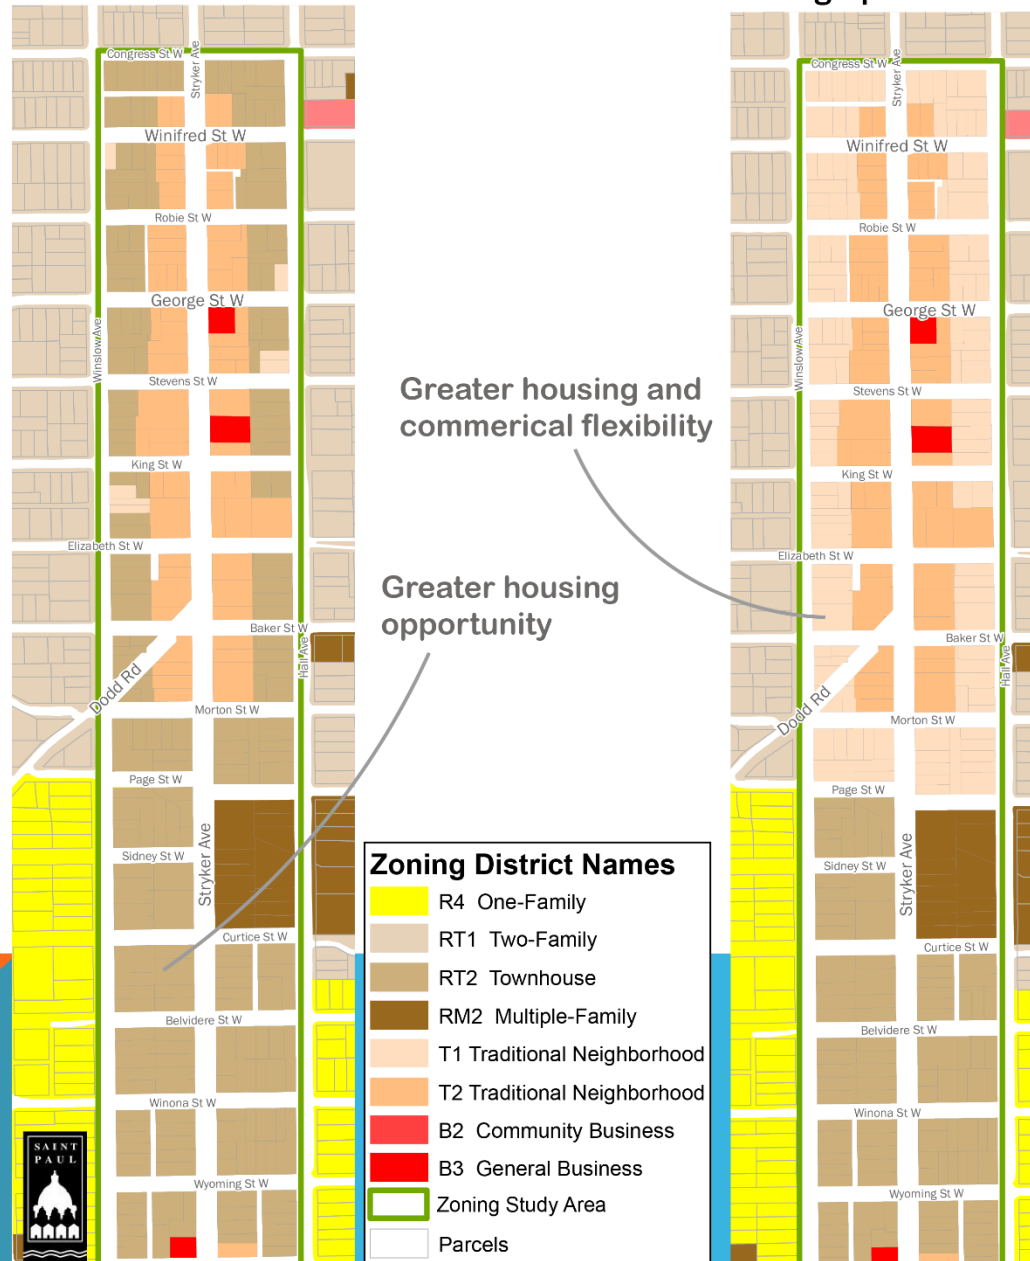 Congress St W
Stryker Ave
Winifred St W
Robie St W
George St W
Winslow Ave
Stevens St W
King St W
Elizabeth St W
Baker St W
Hall Ave
Dodd Rd
Morton St W
Page St W
Sidney St W
Stryker Ave
Curtice St W
Belvidere St W
Winona St W
Wyoming St W
SAINT
PAUL
Greater housing and
commerical flexibility
Greater housing
opportunity
Zoning District Names
R4 One-Family
RT1 Two-Family
RT2 Townhouse
RM2 Multiple-Family
T1 Traditional Neighborhood
T2 Traditional Neighborhood
B2 Community Business
B3 General Business
Zoning Study Area
Parcels
Congress St W
Stryker Ave
Winifred St W
Robie St W
George St W
Winslow Ave
Stevens St W
King St W
Elizabeth St W
Baker St W
Hall Ave
Dodd Rd
Morton St W
Page St W
Sidney St W
Stryker Ave
Curtice St W
Belvidere St W
Winona St W
Wyoming St W